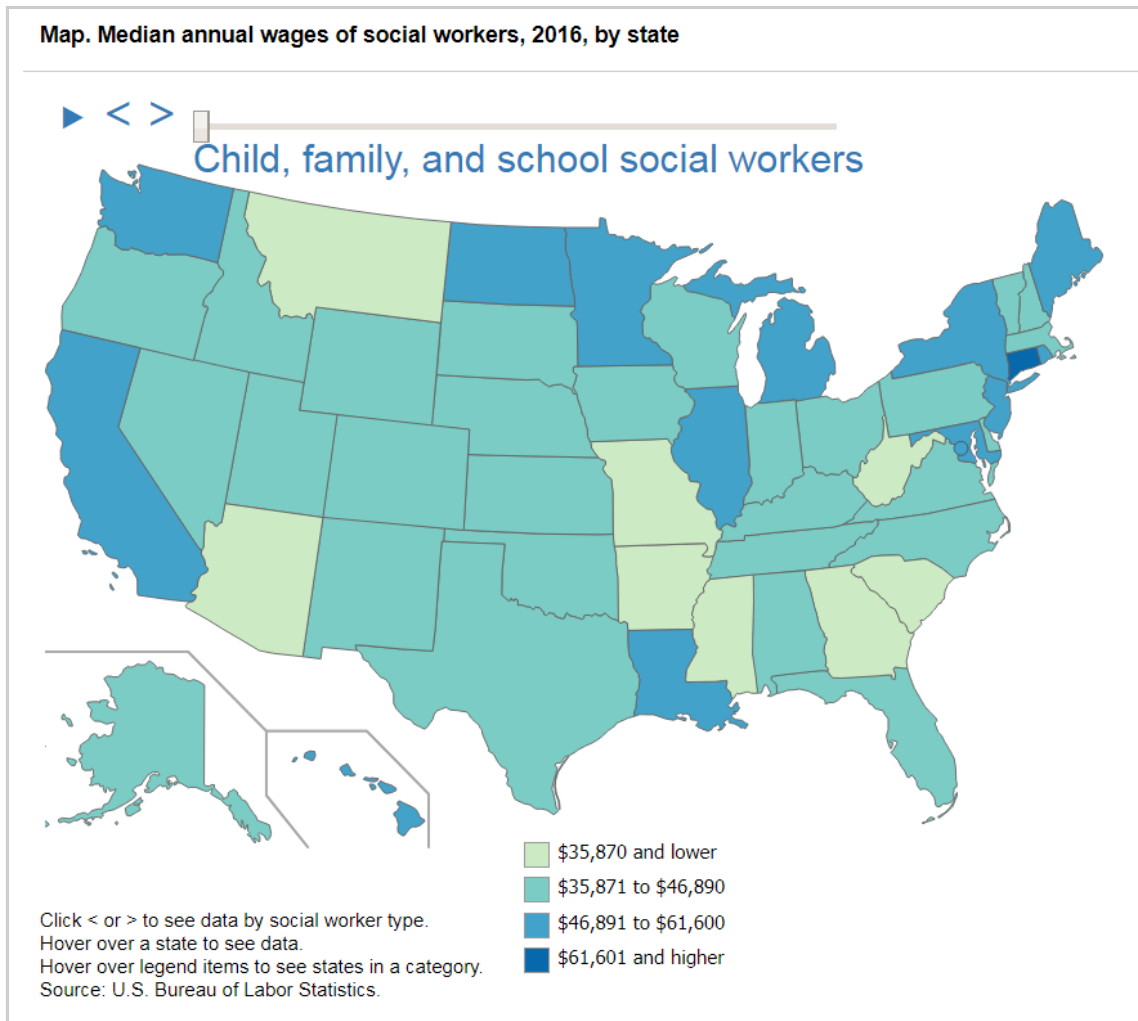 Map. Median annual wages of social workers, 2016, by state
< >
Child, family, and school social workers
$35,870 and lower
$35,871 to $46,890
$46,891 to $61,600
$61,601 and higher
Click < or > to see data by social worker type.
Hover over a state to see data.
Hover over legend items to see states in a category.
Source: U.S. Bureau of Labor Statistics.